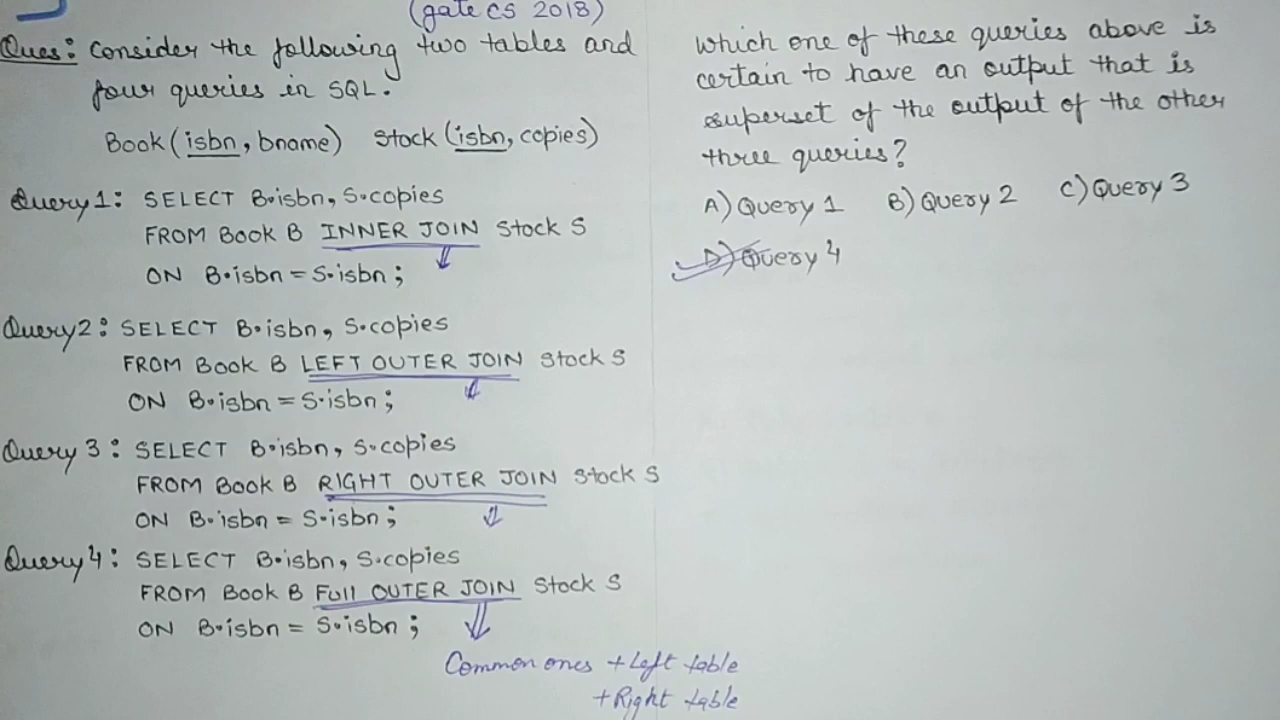 (gate CS 2018)
Ques: Consider the following two tables and
four queries in SQL.
Book (isbn, bname) Stock (isbn, copies)
Query 1: SELECT B.isbn, S.copies
FROM Book B INNER JOIN Stock S
ON B.isbn = S.isbn;
Query 2: SELECT B.isbn, S.copies
FROM Book B LEFT OUTER JOIN Stock S
ON B.isbn = S.isbn;
Query 3: SELECT B.isbn, S.copies
FROM Book B RIGHT OUTER JOIN Stock S
ON B.isbn = S.isbn;
Query 4: SELECT B.isbn, S.copies
FROM Book B Full OUTER JOIN Stock S
ON B.isbn = S.isbn;
Common ones + Left table
+ Right table
Which one of these queries above is
certain to have an output that is
superset of the output of the other
three queries?
A) Query 1 B) Query 2 C) Query 3
D) Query 4